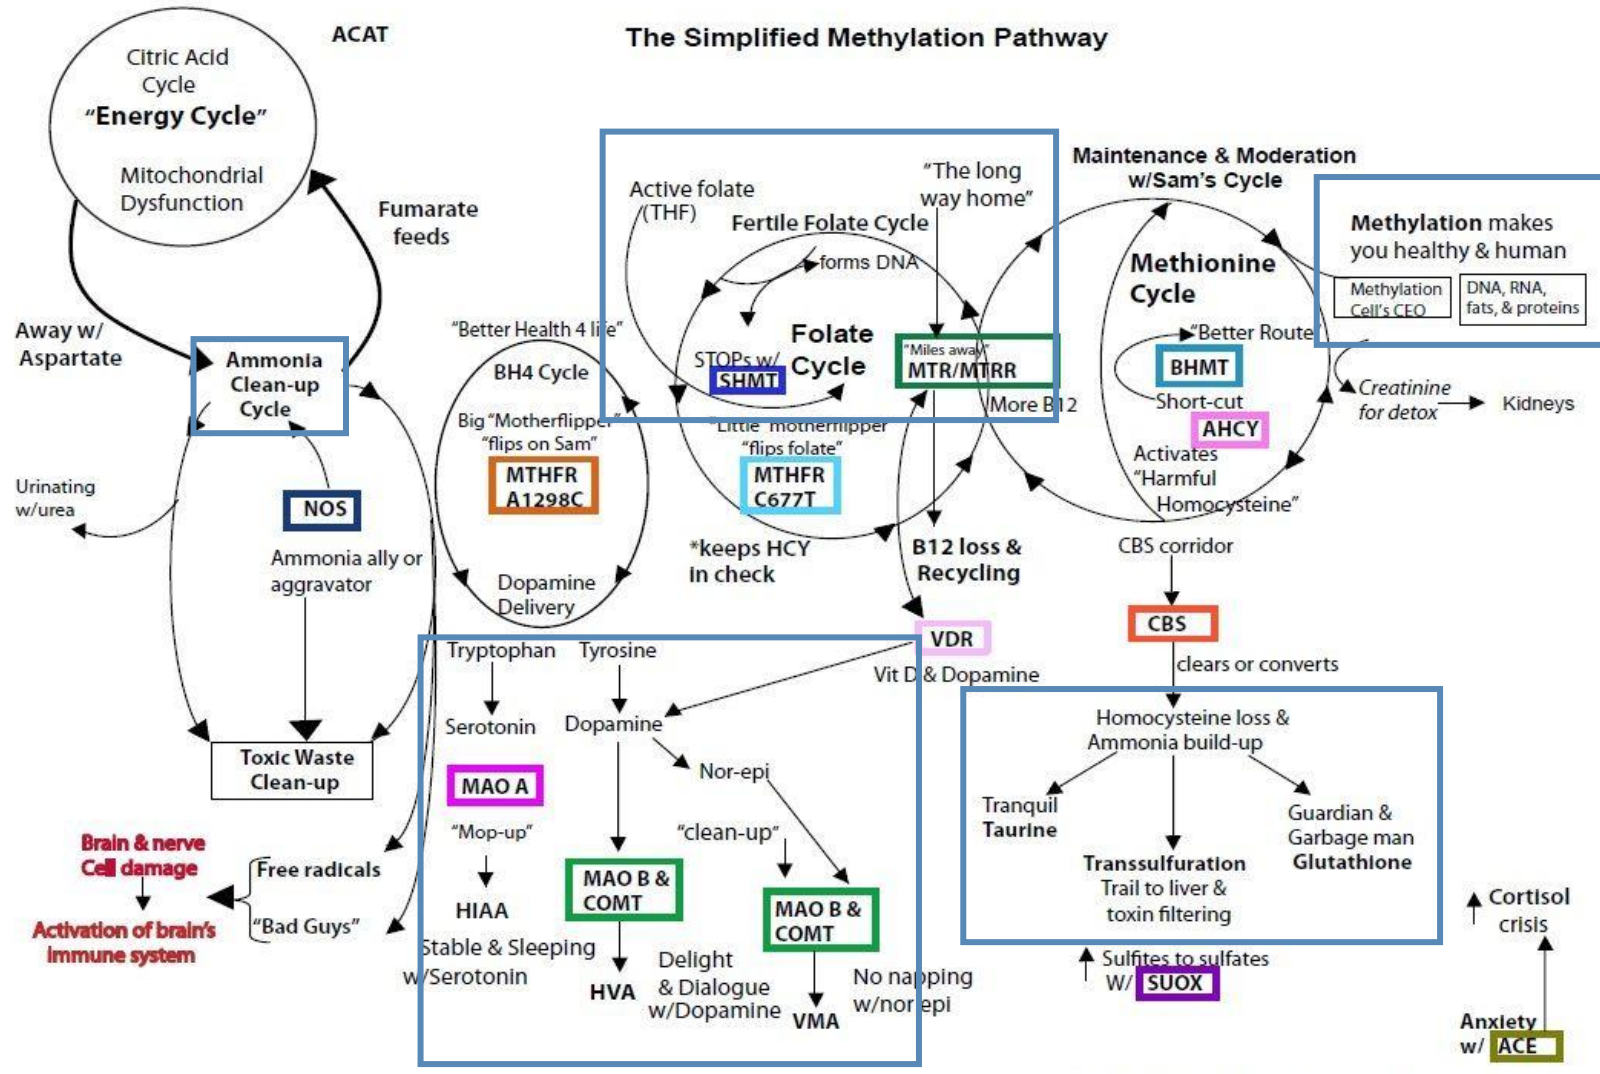 ACAT
The Simplified Methylation Pathway
Citric Acid
Cycle
“Energy Cycle”
Mitochondrial
Dysfunction
Fumarate
feeds
Away w/
Aspartate
Ammonia
Clean-up
Cycle
Urinating
w/urea
NOS
Ammonia ally or
aggravator
Toxic Waste
Clean-up
Brain & nerve
Cell damage
Activation of brain's
immune system
Free radicals
“Bad Guys”
“Better Health 4 life”
BH4 Cycle
Big “Motherflipper”
“flips on Sam”
MTHFR
A1298C
Dopamine
Delivery
Active folate
(THF)
“The long
way home”
Fertile Folate Cycle
forms DNA
Folate
Cycle
STOPs w/
SHMT
“Miles away”
MTR/MTRR
More B12
“Little “motherflipper”
“flips folate”
MTHFR
C677T
*keeps HCY
in check
B12 loss &
Recycling
VDR
Vit D & Dopamine
Maintenance & Moderation
w/Sam's Cycle
Methionine
Cycle
“Better Route”
BHMT
Short-cut
AHCY
Activates
“Harmful
Homocysteine”
Methylation makes
you healthy & human
Methylation
Cell's CEO
DNA, RNA,
fats, & proteins
Creatinine
for detox
Kidneys
CBS corridor
CBS
clears or converts
Homocysteine loss &
Ammonia build-up
Tranquil
Taurine
Transsulfuration
Trail to liver &
toxin filtering
Guardian &
Garbage man
Glutathione
Sulfites to sulfates
W/ SUOX
Cortisol
crisis
Anxiety
w/ ACE
Tryptophan
Serotonin
MAO A
“Mop-up”
HIAA
Stable & Sleeping
w/Serotonin
Tyrosine
Dopamine
Nor-epi
“clean-up”
MAO B &
COMT
HVA
Delight
& Dialogue
w/Dopamine
MAO B &
COMT
VMA
No napping
w/nor epi